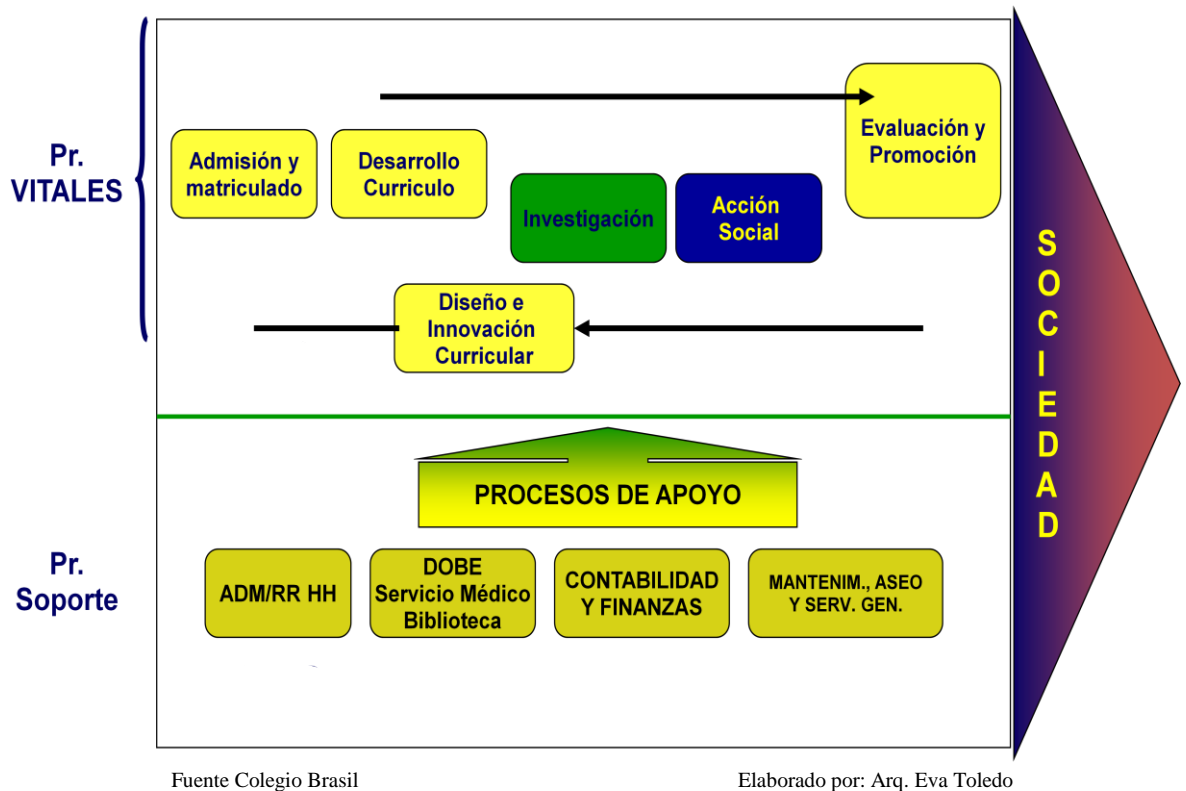 Pr.
VITALES
Admisión y
matriculado
Desarrollo
Curriculo
Investigación
Acción
Social
Evaluación y
Promoción
Diseño e
Innovación
Curricular
PROCESOS DE APOYO
Pr.
Soporte
ADM/RR HH
DOBE
Servicio Médico
Biblioteca
CONTABILIDAD
Y FINANZAS
MANTENIM., ASEO
Y SERV. GEN.
S
O
C
I
E
D
A
D
Fuente Colegio Brasil
Elaborado por: Arq. Eva Toledo